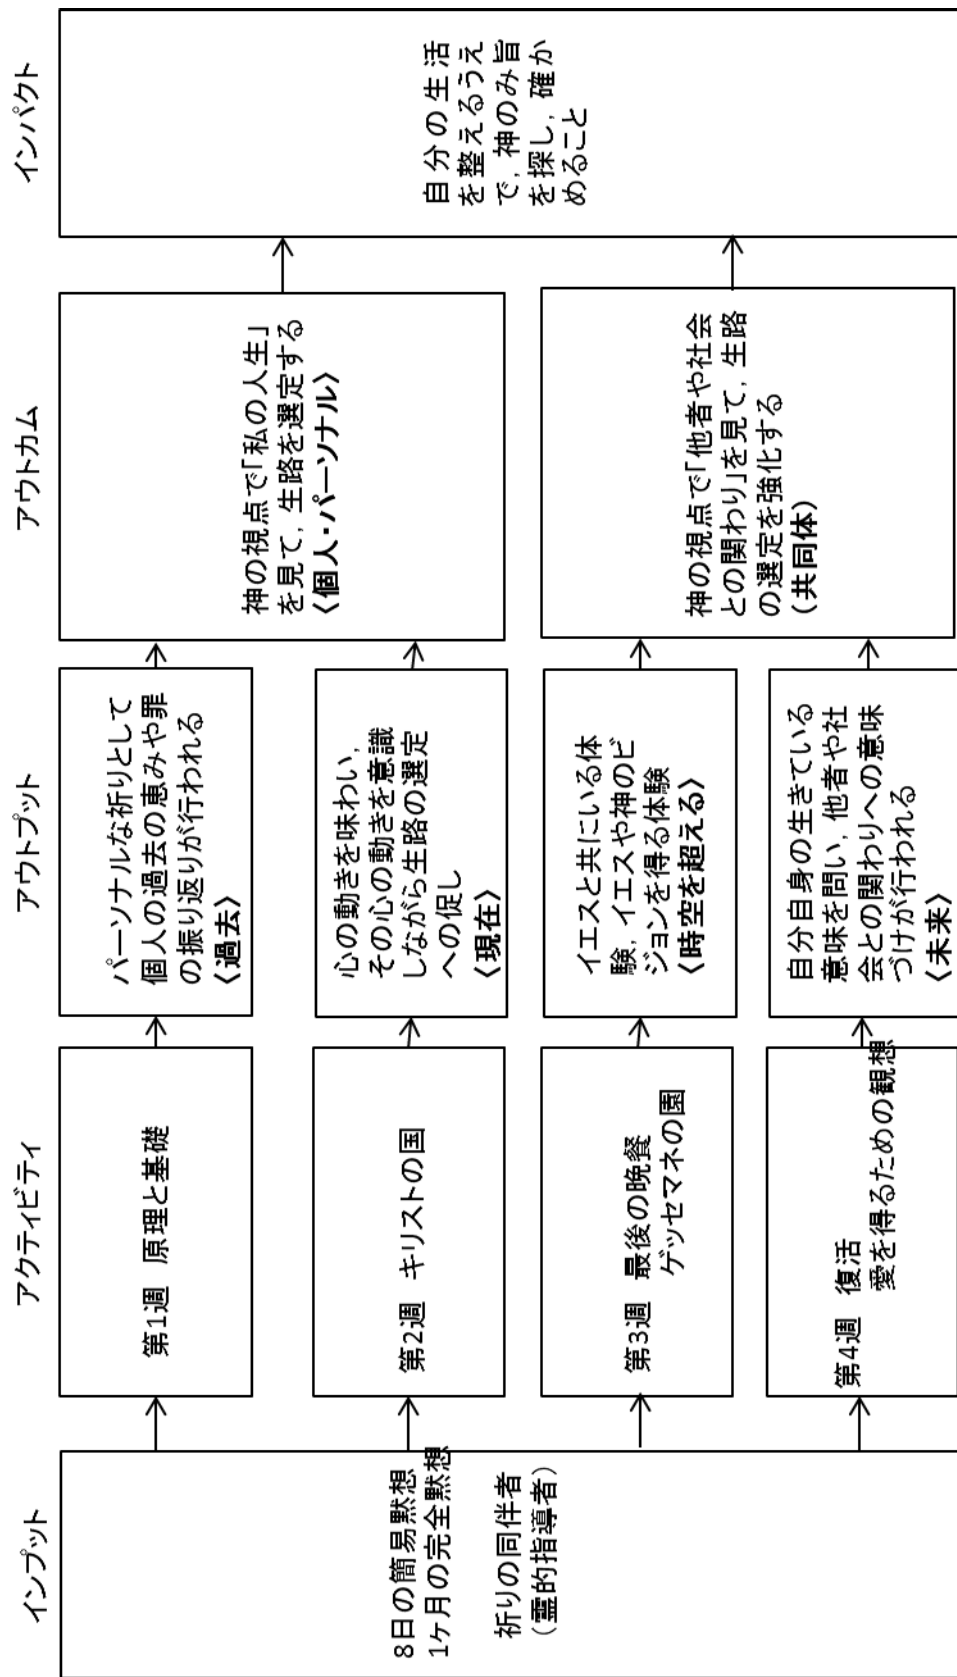 インプット
8日の簡易黙想
1ヶ月の完全黙想
祈りの同伴者
（霊的指導者）
アクティビティ
第1週 原理と基礎
第2週 キリストの国
第3週 最後の晩餐
ゲッセマネの園
第4週 復活
愛を得るための観想
アウトプット
パーソナルな祈りとして
個人の過去の恵みや罪
の振り返りが行われる
〈過去〉
心の動きを味わい，
その心の動きを意識
しながら生路の選定
への促し
〈現在〉
イエスと共にいる体
験，イエスや神のビ
ジョンを得る体験
〈時空を超える〉
自分自身の生きている
意味を問い，他者や社
会との関わりへの意味
づけが行われる
〈未来〉
アウトカム
神の視点で「私の人生」
を見て，生路を選定する
〈個人・パーソナル〉
神の視点で「他者や社会
との関わり」を見て，生路
の選定を強化する
（共同体）
インパクト
自分の生活
を整えるうえ
で，神のみ旨
を探し，確か
めること